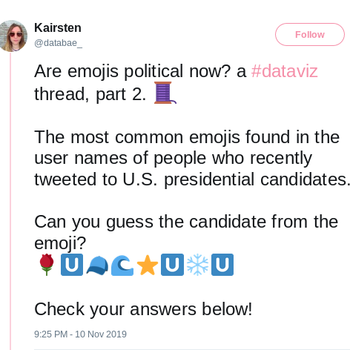 Kairsten
@databae_
Follow
Are emojis political now? a #dataviz
thread, part 2. 🧵
The most common emojis found in the
user names of people who recently
tweeted to U.S. presidential candidates.
Can you guess the candidate from the
emoji?
🌹🇺🧢🌊⭐🇺❄️🇺
Check your answers below!
9:25 PM - 10 Nov 2019